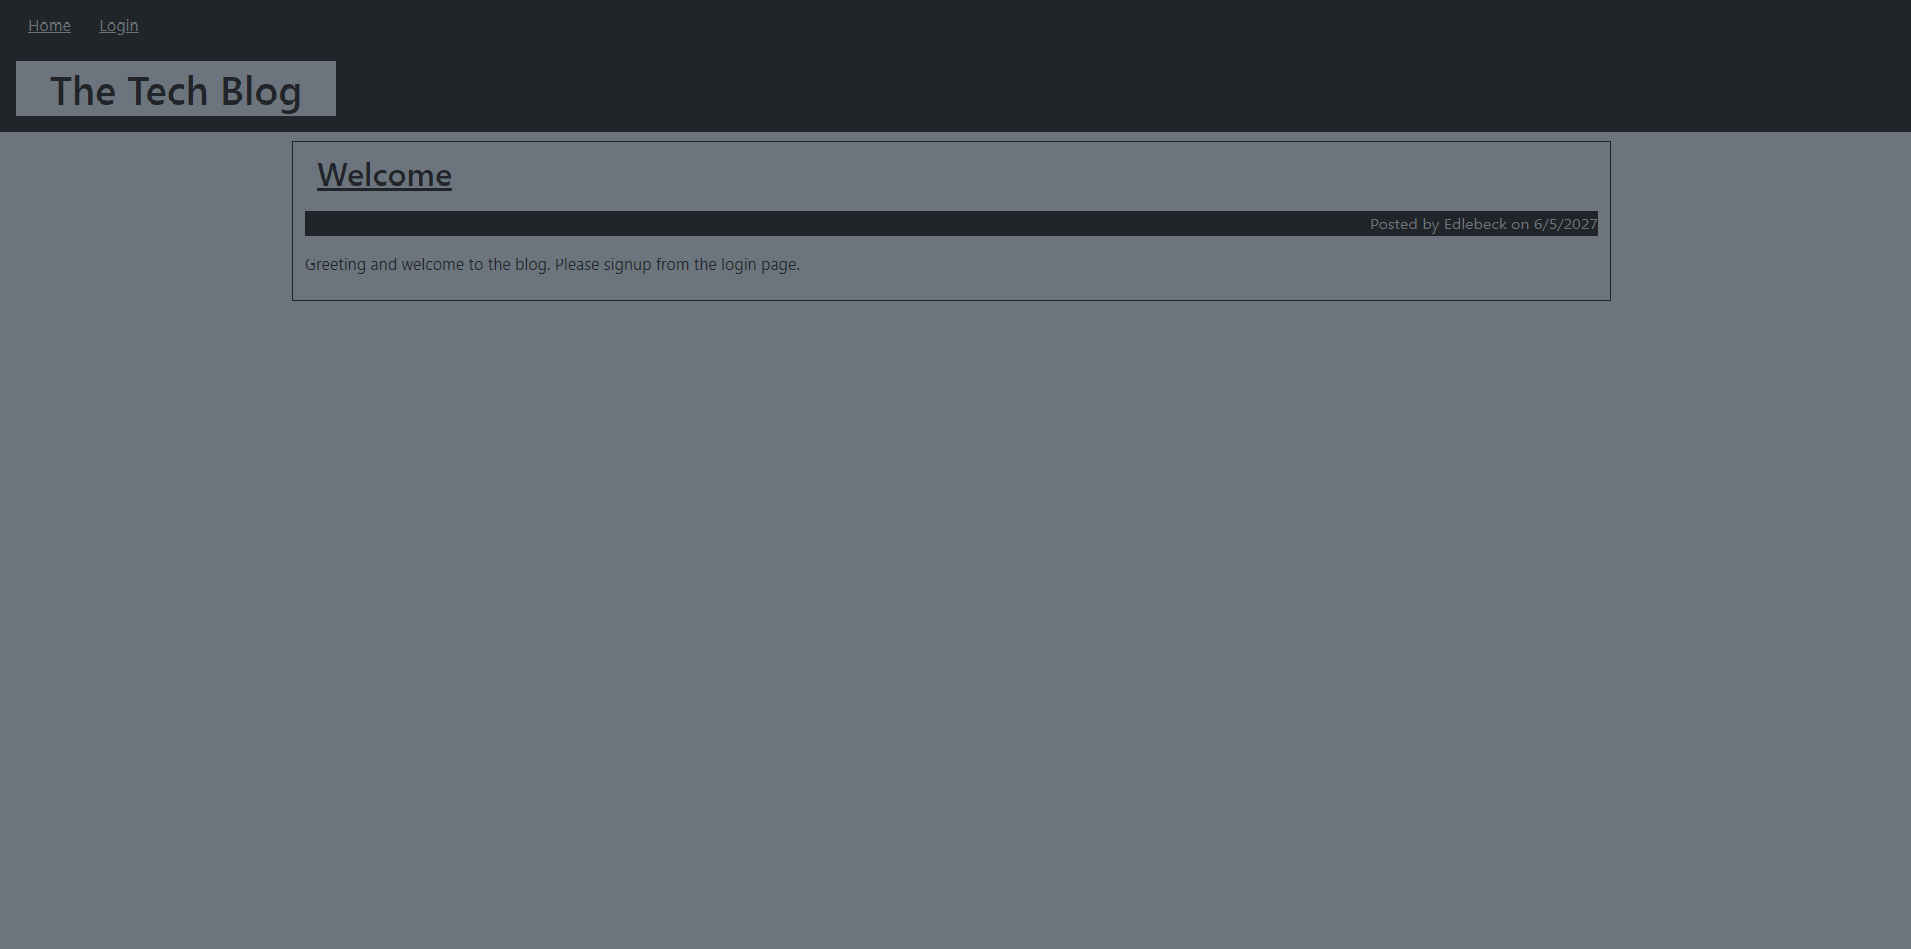 Home Login
The Tech Blog
Welcome
Posted by Edlebeck on 6/5/2027
Greeting and welcome to the blog. Please signup from the login page.